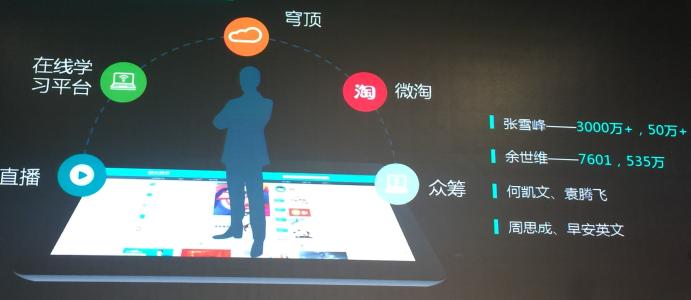 穹顶
在线学
习平台
淘
微淘
直播
众筹
张雪峰——3000万+，50万+
余世维——7601，535万
何凯文、袁腾飞
周思成、早安英文